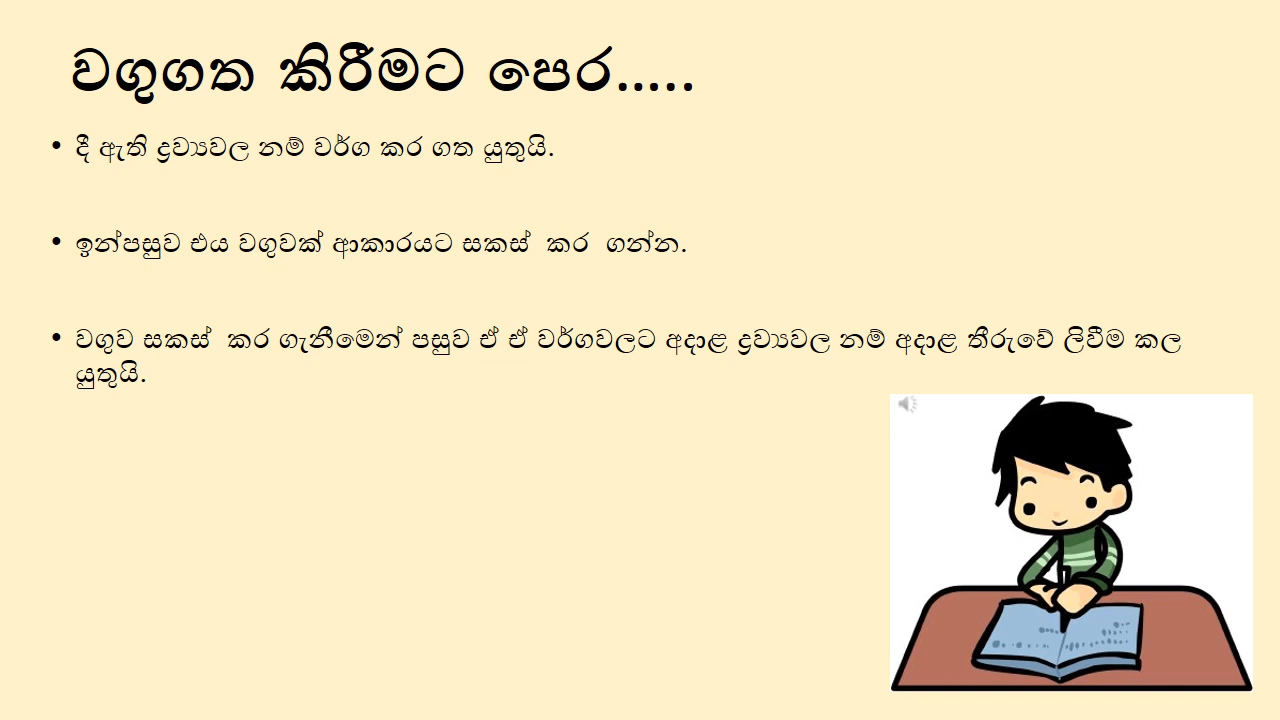 වගුගත කිරීමට පෙර.....
• දී ඇති ද්‍රව්‍යවල නම් වර්ග කර ගත යුතුයි.
• ඉන්පසුව එය වගුවක් ආකාරයට සකස්  කර  ගන්න.
• වගුව සකස්  කර ගැනීමෙන් පසුව ඒ ඒ වර්ගවලට අදාළ ද්‍රව්‍යවල නම් අදාළ තීරුවේ ලිවීම කල
යුතුයි.